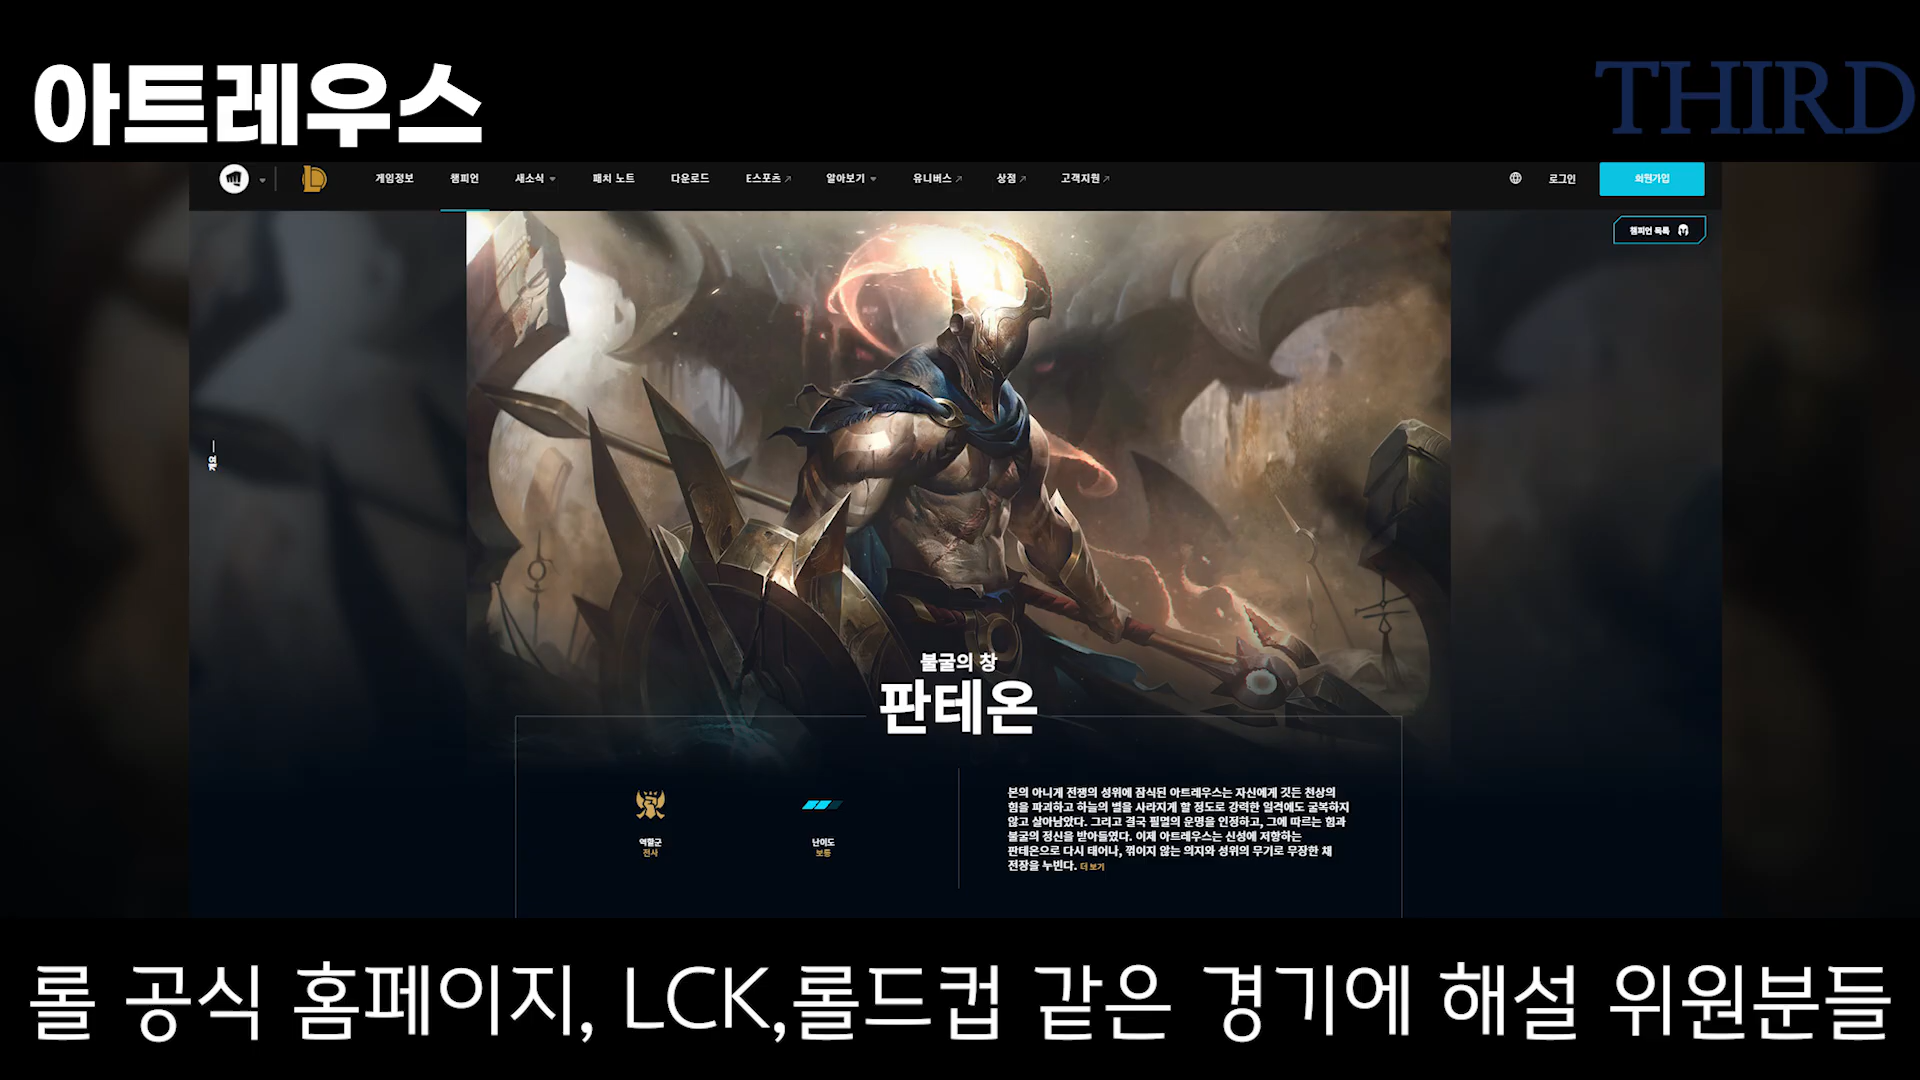 아트레우스
THIRD
게임정보 챔피언 새소식 패치 노트 다운로드 E스포츠 알아보기 유니버스 상점 고객지원 로그인 회원가입
챔피언 목록
개요
불굴의 창
판테온
역할군
전사
난이도
보통
본의 아니게 전쟁의 성위에 잠식된 아트레우스는 자신에게 깃든 천상의
힘을 파괴하고 하늘의 별을 사라지게 할 정도로 강력한 일격에도 굴복하지
않고 살아남았다. 그리고 결국 필멸의 운명을 인정하고, 그에 따르는 힘과
불굴의 정신을 받아들였다. 이제 아트레우스는 신성에 저항하는
판테온으로 다시 태어나, 꺾이지 않는 의지와 성위의 무기로 무장한 채
전장을 누빈다. 더 보기
롤 공식 홈페이지, LCK,롤드컵 같은 경기에 해설 위원분들